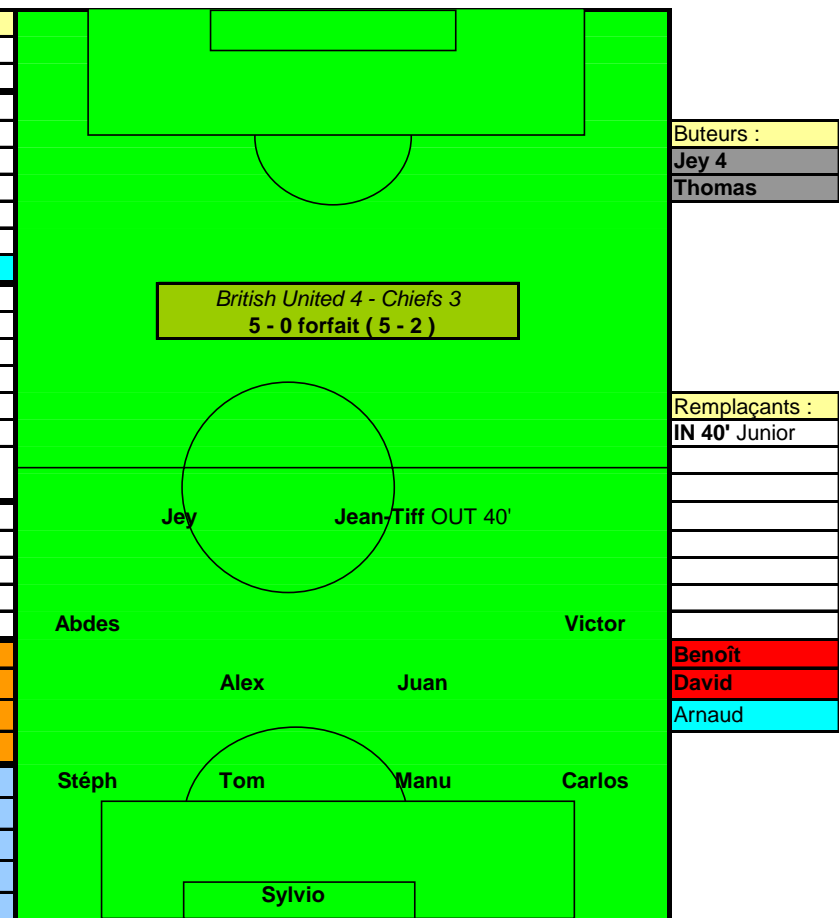 Buteurs :
Jey 4
Thomas
British United 4 - Chiefs 3
5 - 0 forfait ( 5 - 2 )
Remplaçants :
IN 40' Junior
Jey Jean-Tiff OUT 40'
Abdes Victor
Benoît
Alex Juan
David
Arnaud
Stéph Tom Manu Carlos
Sylvio